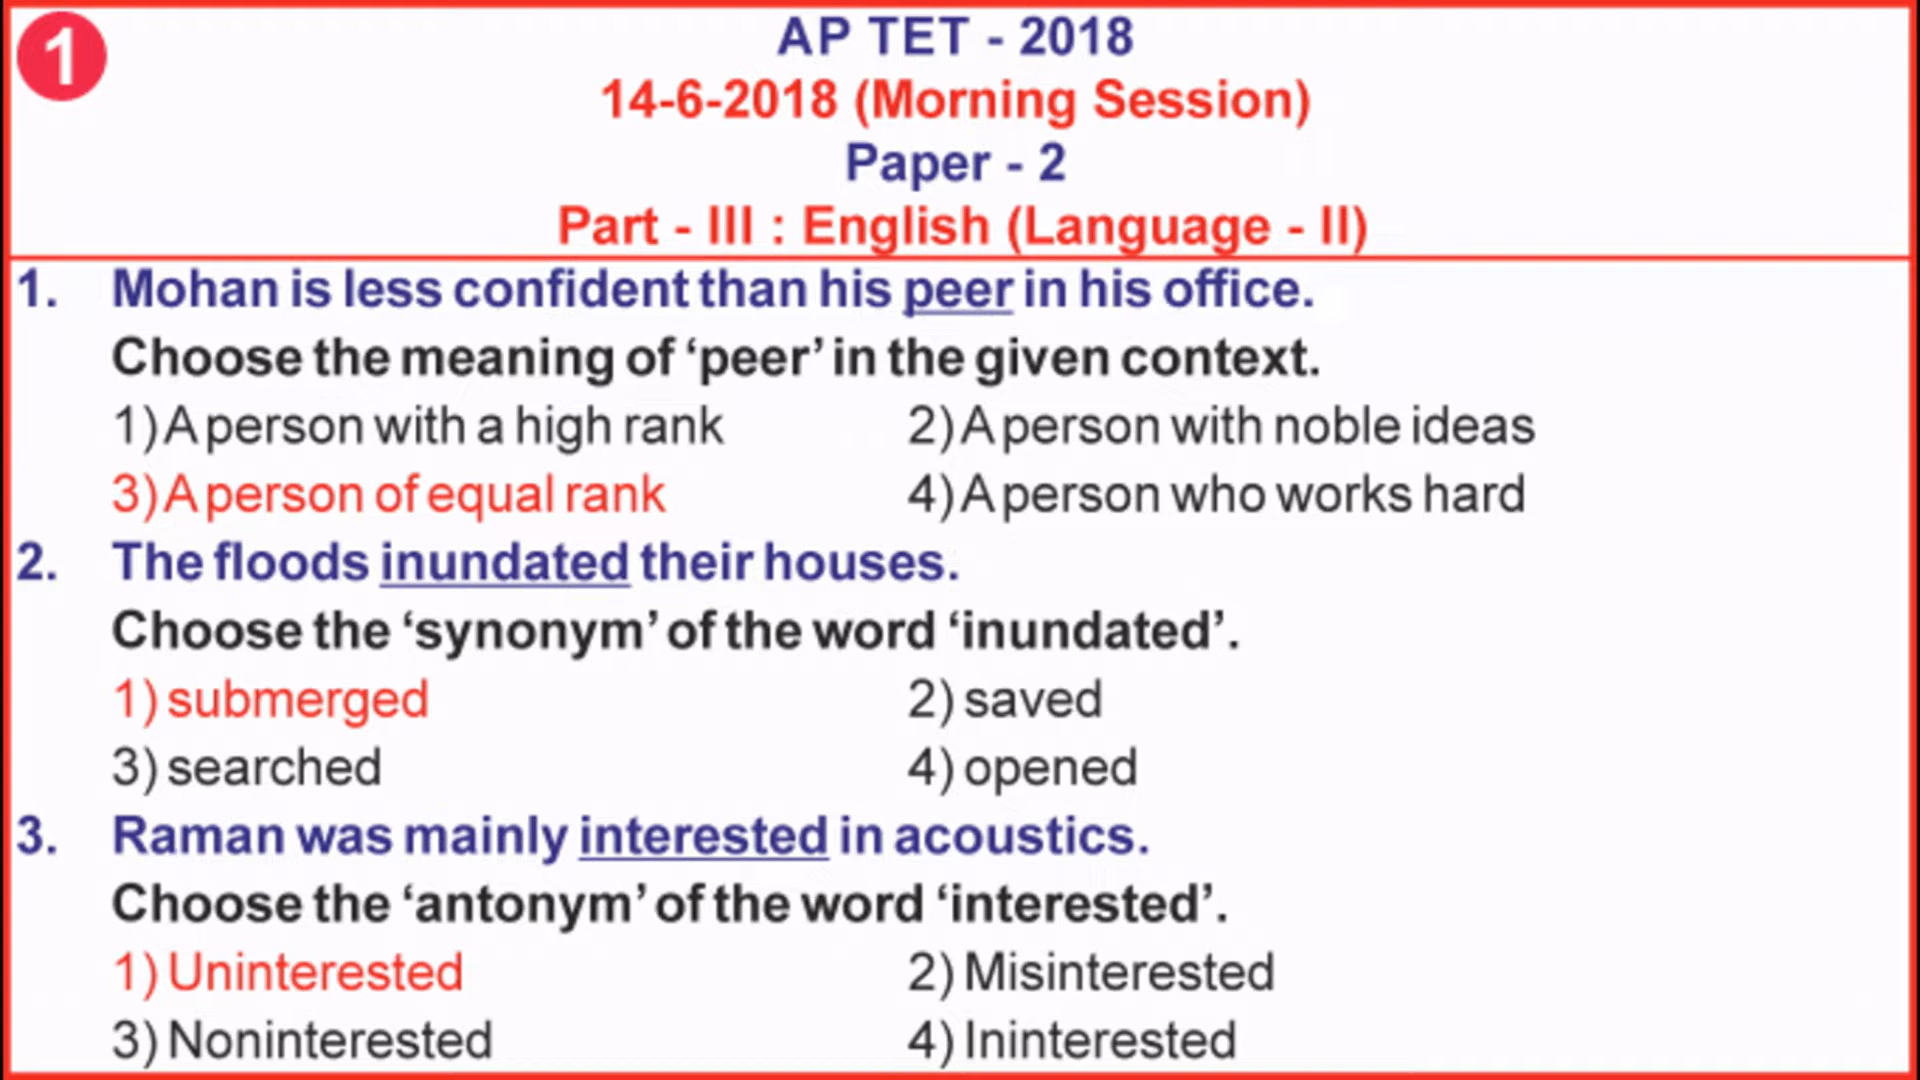 1
AP TET - 2018
14-6-2018 (Morning Session)
Paper - 2
Part - III : English (Language - II)
1. Mohan is less confident than his peer in his office.
Choose the meaning of ‘peer’ in the given context.
1) A person with a high rank 2) A person with noble ideas
3) A person of equal rank 4) A person who works hard
2. The floods inundated their houses.
Choose the ‘synonym’ of the word ‘inundated’.
1) submerged 2) saved
3) searched 4) opened
3. Raman was mainly interested in acoustics.
Choose the ‘antonym’ of the word ‘interested’.
1) Uninterested 2) Misinterested
3) Noninterested 4) Ininterested